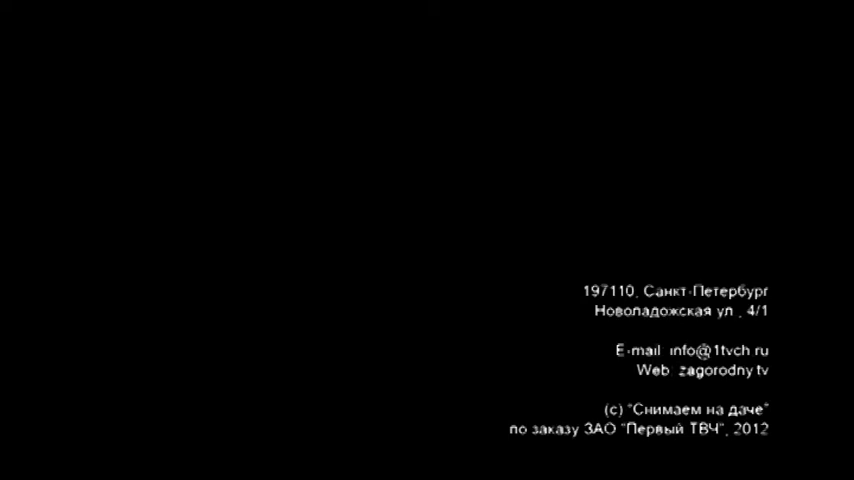 197110, Санкт-Петербург
Новоладожская ул., 4/1
E-mail: info@1tvch.ru
Web: zagorodny.tv
(c) "Снимаем на даче"
по заказу ЗАО "Первый ТВЧ", 2012